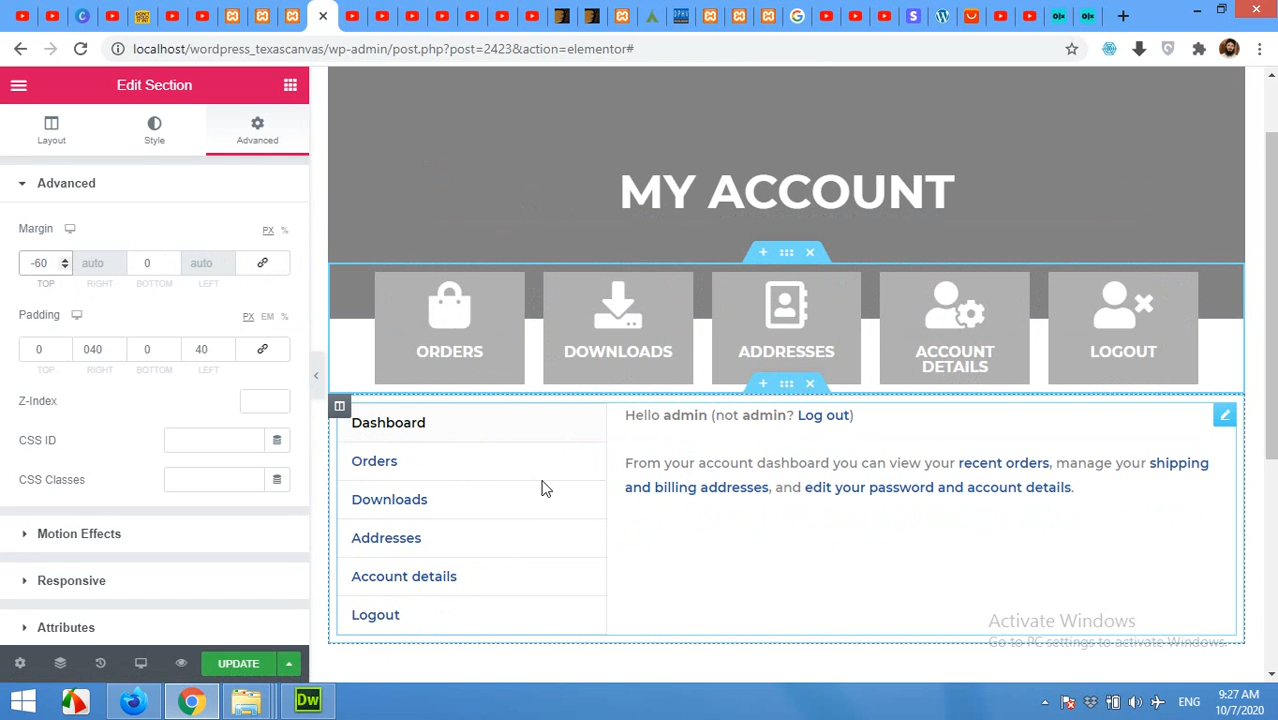 localhost/wordpress_texascanvas/wp-admin/post.php?post=2423&action=elementor#
Edit Section
Layout
Style
Advanced
Advanced
Margin
PX %
-60 auto 0 auto
TOP RIGHT BOTTOM LEFT
Padding
PX EM %
0 040 0 40
TOP RIGHT BOTTOM LEFT
Z-Index
CSS ID
CSS Classes
Motion Effects
Responsive
Attributes
UPDATE
MY ACCOUNT
ORDERS
DOWNLOADS
ADDRESSES
ACCOUNT
DETAILS
LOGOUT
Dashboard
Orders
Downloads
Addresses
Account details
Logout
Hello admin (not admin? Log out)
From your account dashboard you can view your recent orders, manage your shipping
and billing addresses, and edit your password and account details.
Activate Windows
Go to PC settings to activate Windows.
Dw
ENG
9:27 AM
10/7/2020